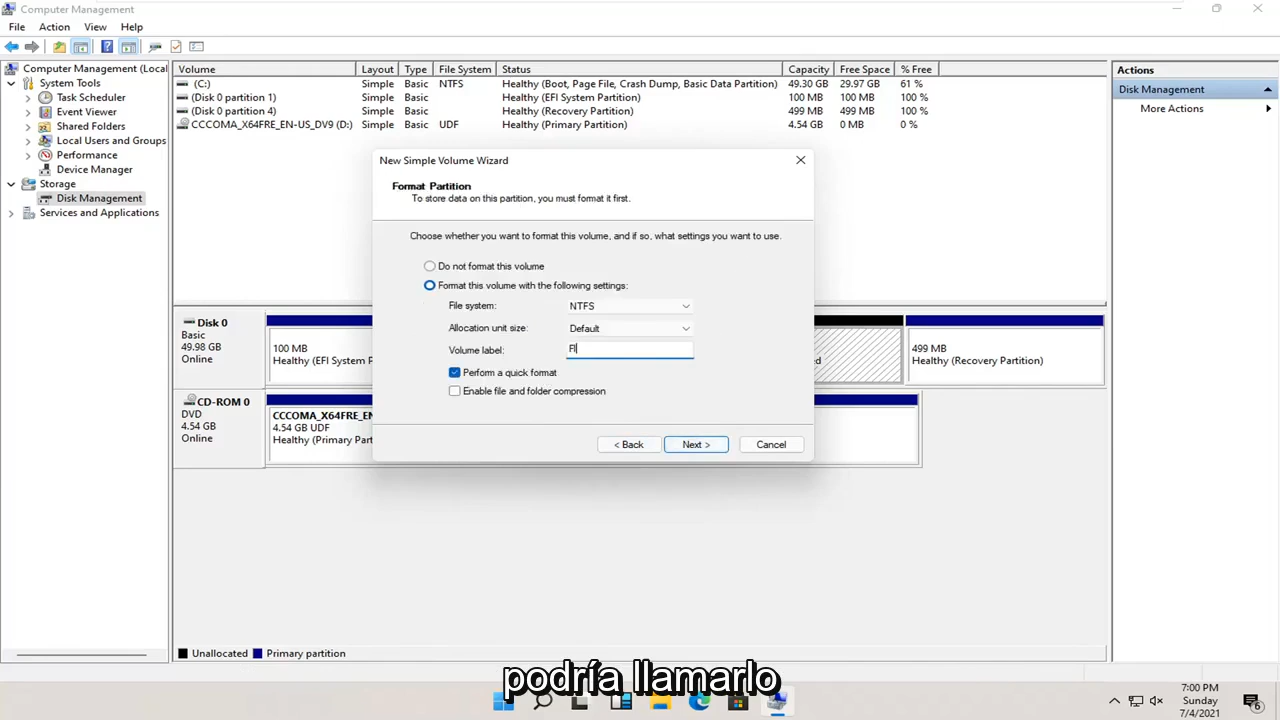 Computer Management
File Action View Help
Computer Management (Local
System Tools
Task Scheduler
Event Viewer
Shared Folders
Local Users and Groups
Performance
Device Manager
Storage
Disk Management
Services and Applications
Volume Layout Type File System Status Capacity Free Space % Free
(C:) Simple Basic NTFS Healthy (Boot, Page File, Crash Dump, Basic Data Partition) 49.30 GB 29.97 GB 61 %
(Disk 0 partition 1) Simple Basic Healthy (EFI System Partition) 100 MB 100 MB 100 %
(Disk 0 partition 4) Simple Basic Healthy (Recovery Partition) 499 MB 499 MB 100 %
CCCOMA_X64FRE_EN-US_DV9 (D:) Simple Basic UDF Healthy (Primary Partition) 4.54 GB 0 MB 0 %
Actions
Disk Management
More Actions
New Simple Volume Wizard
Format Partition
To store data on this partition, you must format it first.
Choose whether you want to format this volume, and if so, what settings you want to use.
Do not format this volume
Format this volume with the following settings:
File system: NTFS
Allocation unit size: Default
Volume label: Fl
Perform a quick format
Enable file and folder compression
< Back Next > Cancel
Disk 0
Basic
49.98 GB
Online
100 MB
Healthy (EFI System P
499 MB
Healthy (Recovery Partition)
CD-ROM 0
DVD
4.54 GB
Online
CCCOMA_X64FRE_EN
4.54 GB UDF
Healthy (Primary Part
Unallocated Primary partition
podría llamarlo
7:00 PM
Sunday
7/4/2021
6